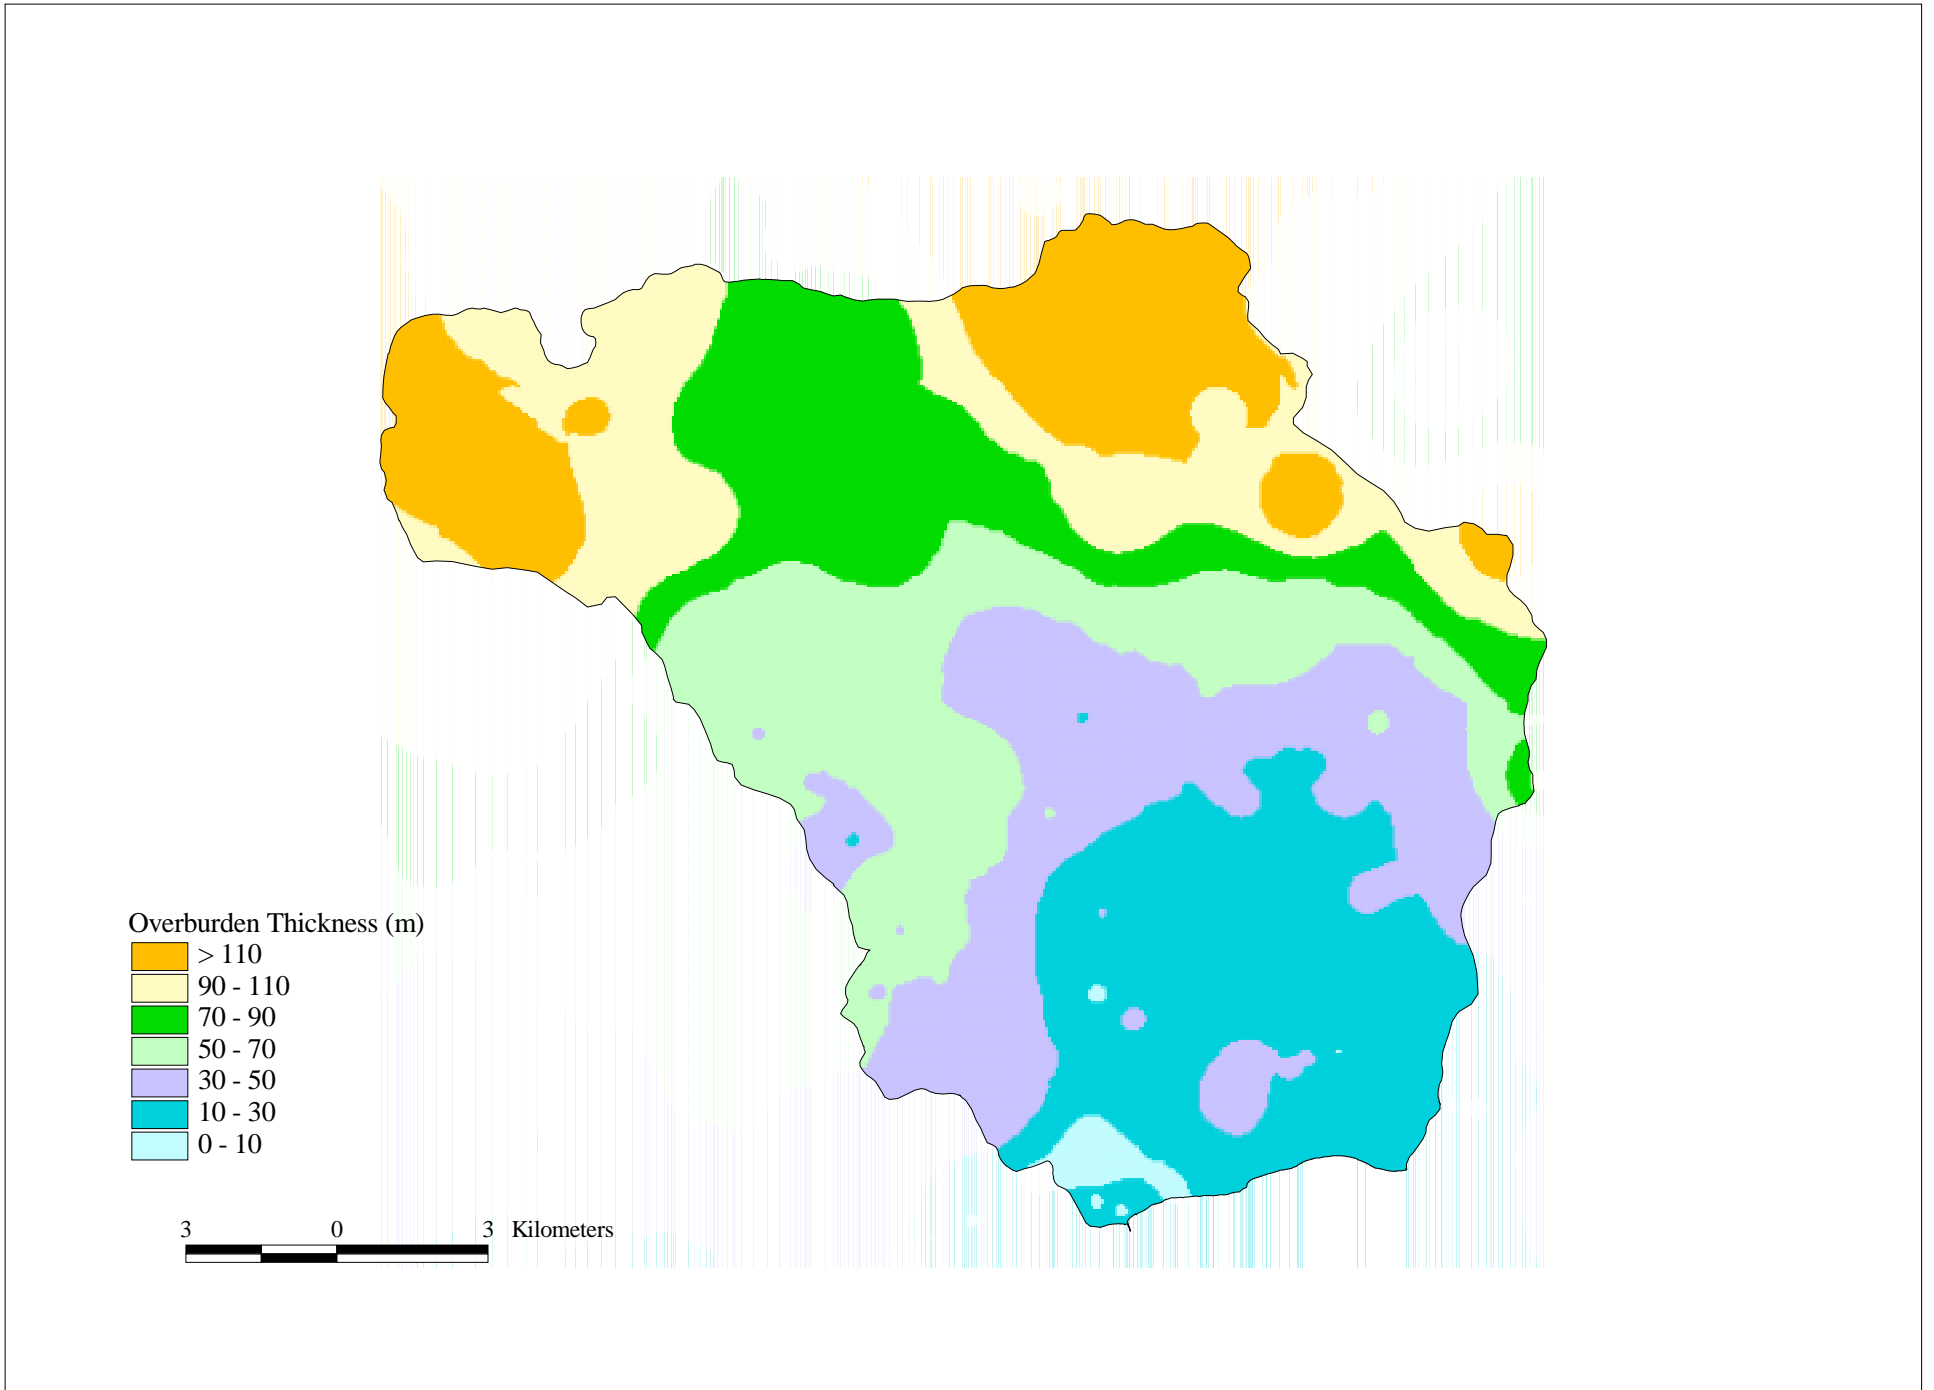 Overburden Thickness (m)
> 110
90 - 110
70 - 90
50 - 70
30 - 50
10 - 30
0 - 10
3 0 3 Kilometers